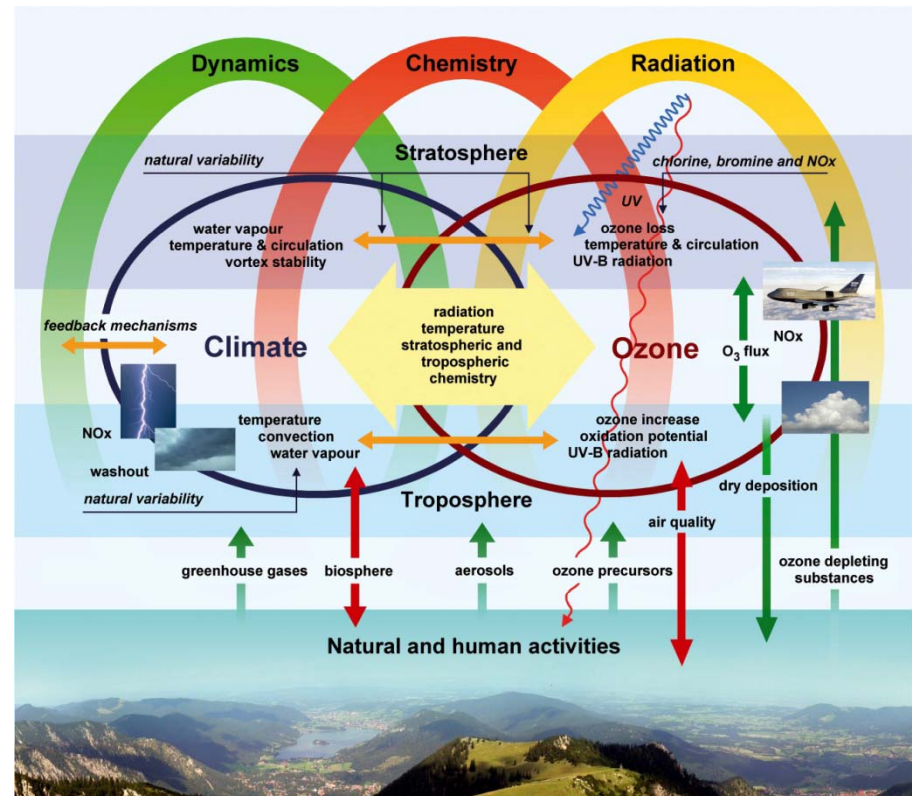 Dynamics
Chemistry
Radiation
natural variability
Stratosphere
chlorine, bromine and NOx
UV
water vapour
temperature & circulation
vortex stability
ozone loss
temperature & circulation
UV-B radiation
radiation
temperature
stratospheric and
tropospheric
chemistry
feedback mechanisms
Climate
Ozone
NOx
O₃ flux
NOx
washout
natural variability
temperature
convection
water vapour
ozone increase
oxidation potential
UV-B radiation
Troposphere
dry deposition
air quality
greenhouse gases
biosphere
aerosols
ozone precursors
ozone depleting
substances
Natural and human activities